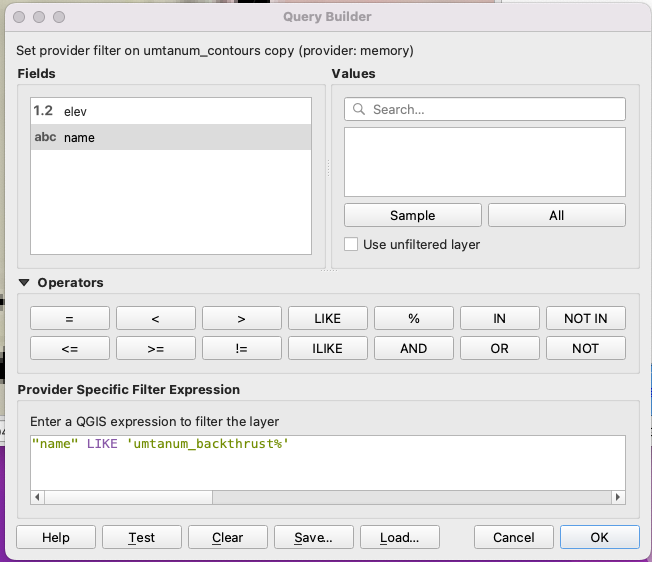 Query Builder
Set provider filter on umtanum_contours copy (provider: memory)
Fields
Values
1.2 elev
abc name
Search...
Sample
All
Use unfiltered layer
Operators
= < > LIKE % IN NOT IN
<= >= != ILIKE AND OR NOT
Provider Specific Filter Expression
Enter a QGIS expression to filter the layer
"name" LIKE 'umtanum_backthrust%'
Help Test Clear Save... Load... Cancel OK